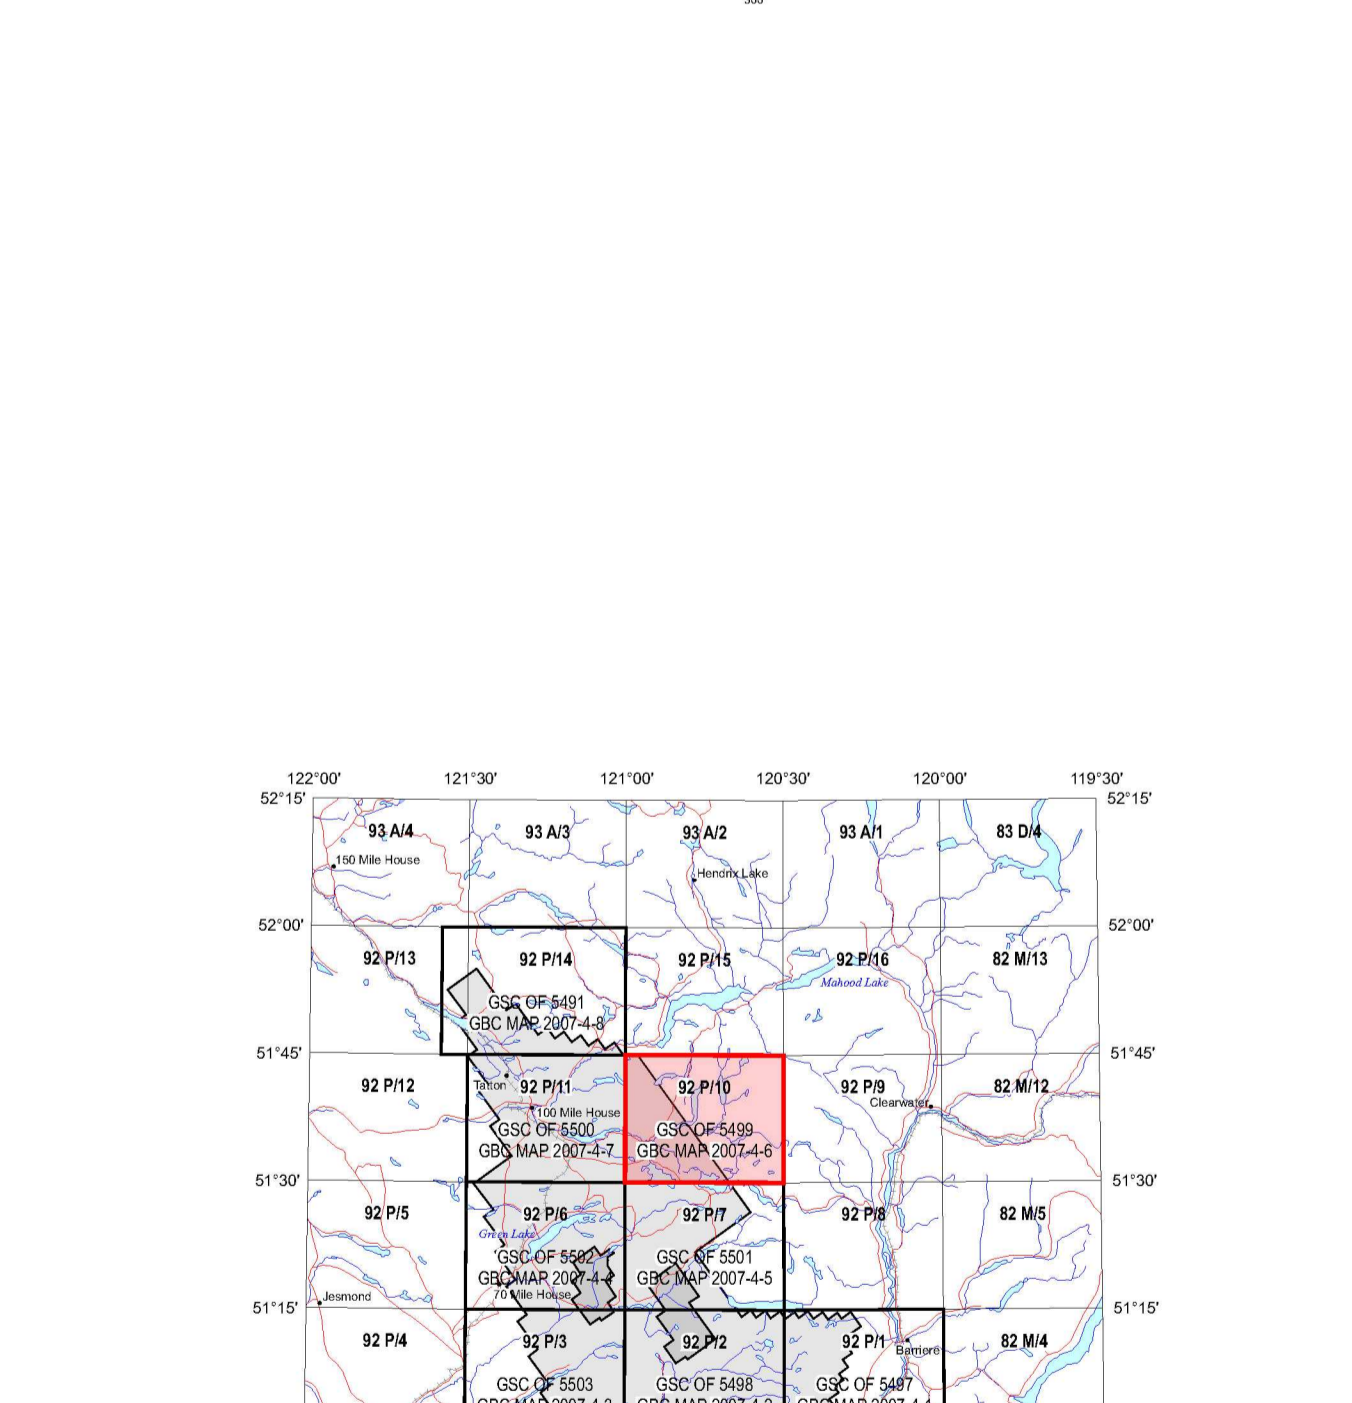 122°00' 121°30' 121°00' 120°30' 120°00' 119°30'
52°15' 52°15'
93 A/4 93 A/3 93 A/2 93 A/1 83 D/4
150 Mile House
Hendrix Lake
52°00' 52°00'
92 P/13 92 P/14 92 P/15 92 P/16 82 M/13
Mahood Lake
GSC OF 5491
GBC MAP 2007-4-8
51°45' 51°45'
92 P/12 92 P/11 92 P/10 92 P/9 82 M/12
Tatton
Clearwater
100 Mile House
GSC OF 5500 GSC OF 5499
GBC MAP 2007-4-7 GBC MAP 2007-4-6
51°30' 51°30'
92 P/5 92 P/6 92 P/7 92 P/8 82 M/5
Green Lake
GSC OF 5502 GSC OF 5501
GBC MAP 2007-4-4 GBC MAP 2007-4-5
70 Mile House
Jesmond
51°15' 51°15'
92 P/4 92 P/3 92 P/2 92 P/1 82 M/4
Barriere
GSC OF 5503 GSC OF 5498 GSC OF 5497